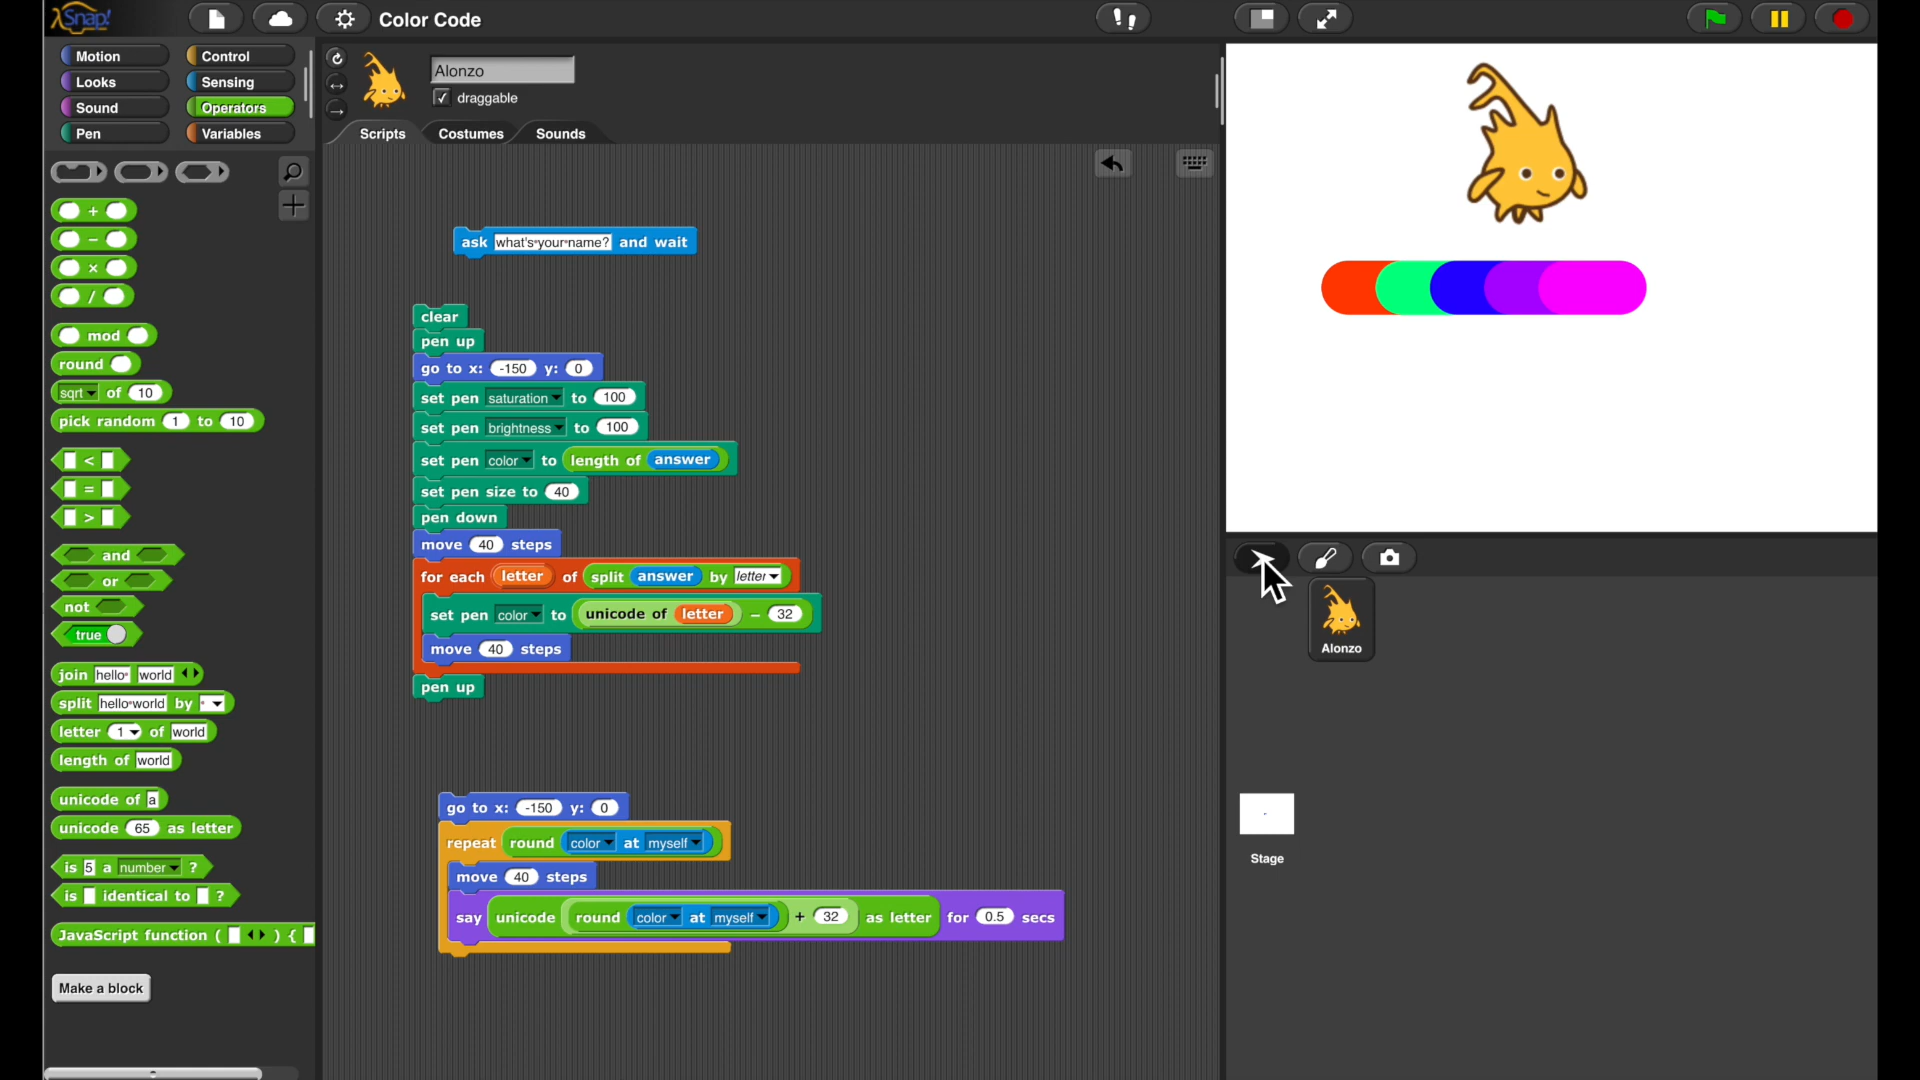 Snap!
Color Code
Motion
Control
Looks
Sensing
Sound
Operators
Pen
Variables
+
−
×
/
mod
round
sqrt of 10
pick random 1 to 10
<
=
>
and
or
not
true
join hello world
split hello world by
letter 1 of world
length of world
unicode of a
unicode 65 as letter
is 5 a number ?
is identical to ?
JavaScript function ( ) {
Make a block
Alonzo
draggable
Scripts
Costumes
Sounds
ask what's your name? and wait
clear
pen up
go to x: -150 y: 0
set pen saturation to 100
set pen brightness to 100
set pen color to length of answer
set pen size to 40
pen down
move 40 steps
for each letter of split answer by letter
set pen color to unicode of letter − 32
move 40 steps
pen up
go to x: -150 y: 0
repeat round color at myself
move 40 steps
say unicode round color at myself + 32 as letter for 0.5 secs
Alonzo
Stage